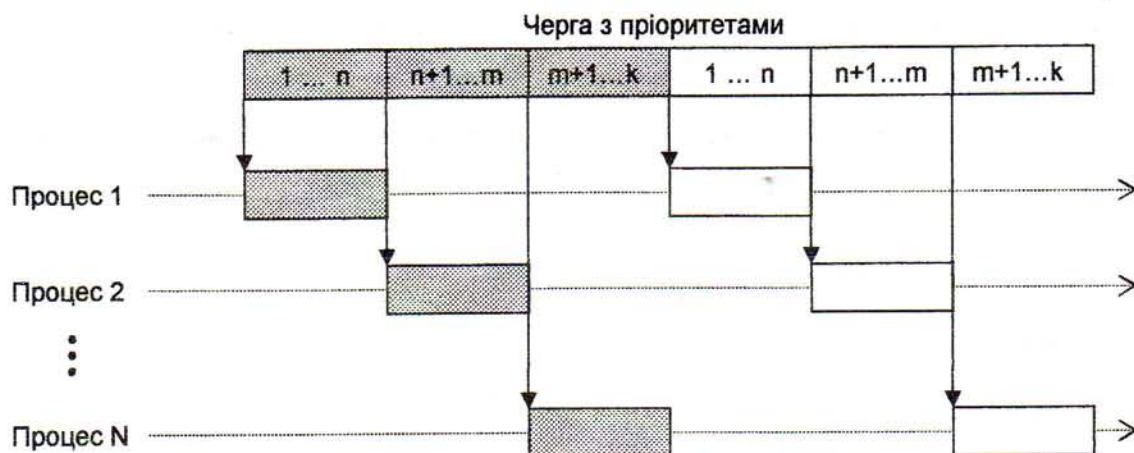 Черга з пріоритетами
1 ... n n+1...m m+1...k 1 ... n n+1...m m+1...k
Процес 1
Процес 2
Процес N